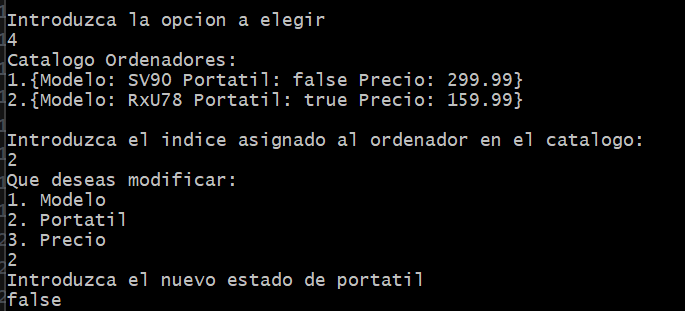 Introduzca la opcion a elegir
4
Catalogo Ordenadores:
1.{Modelo: SV90 Portatil: false Precio: 299.99}
2.{Modelo: RxU78 Portatil: true Precio: 159.99}
Introduzca el indice asignado al ordenador en el catalogo:
2
Que deseas modificar:
1. Modelo
2. Portatil
3. Precio
2
Introduzca el nuevo estado de portatil
false